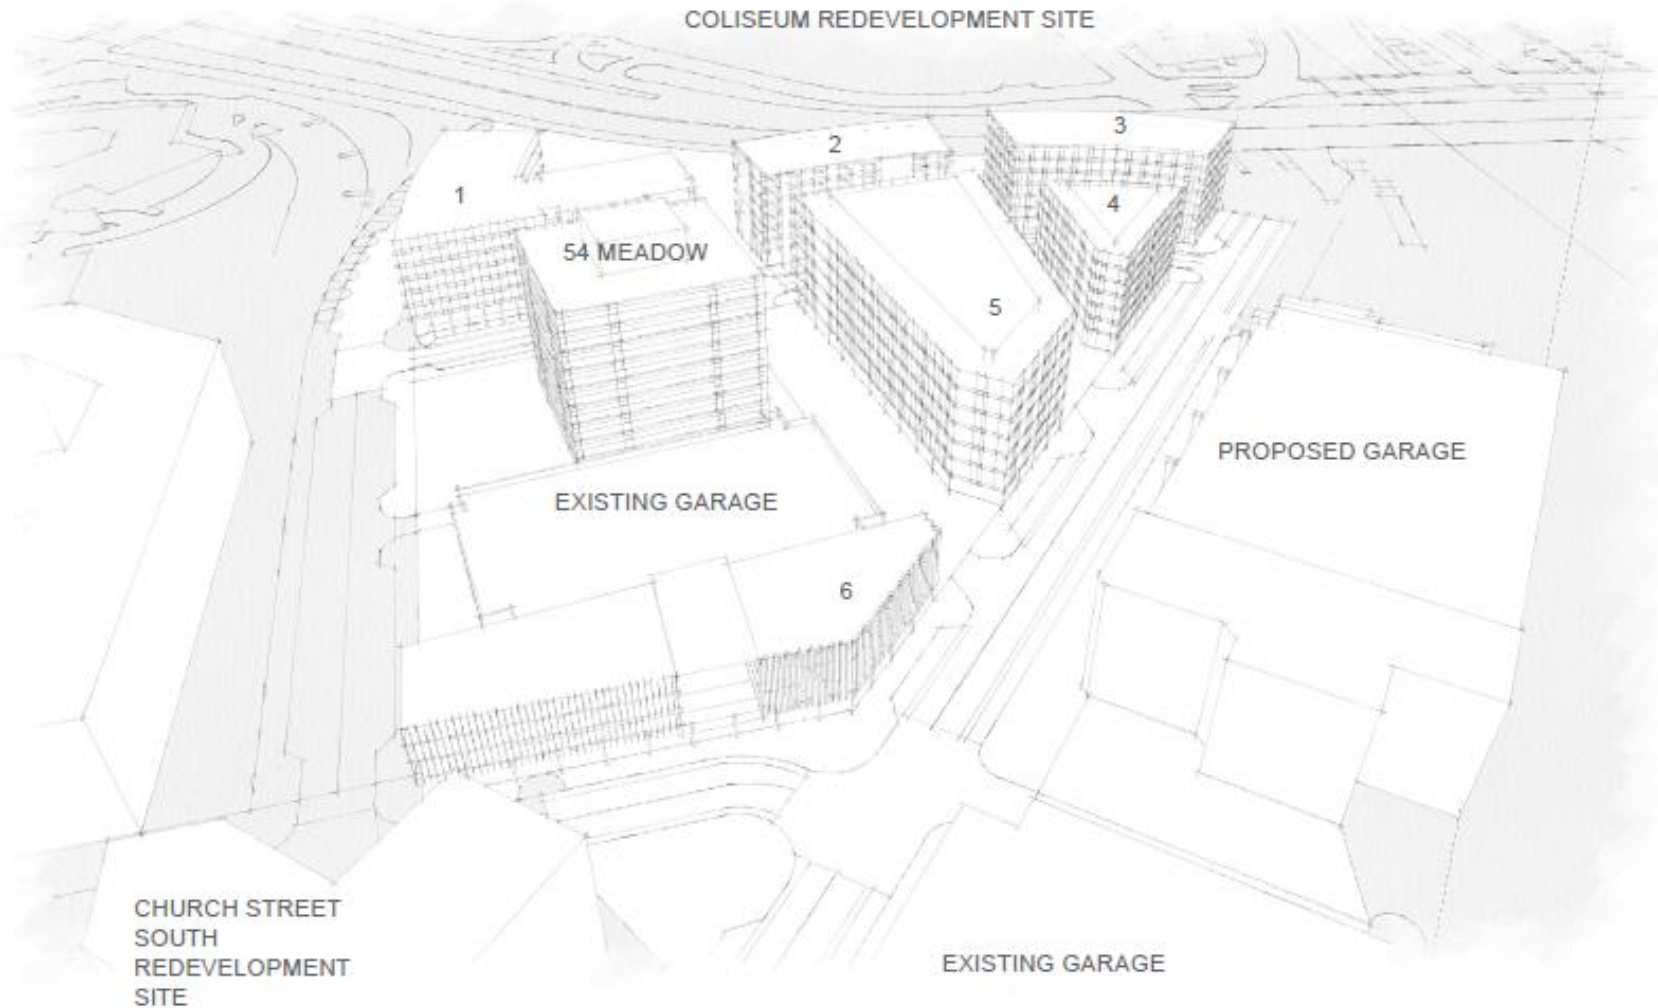 COLISEUM REDEVELOPMENT SITE
3
2
1
4
54 MEADOW
5
PROPOSED GARAGE
EXISTING GARAGE
6
CHURCH STREET
SOUTH
REDEVELOPMENT
SITE
EXISTING GARAGE